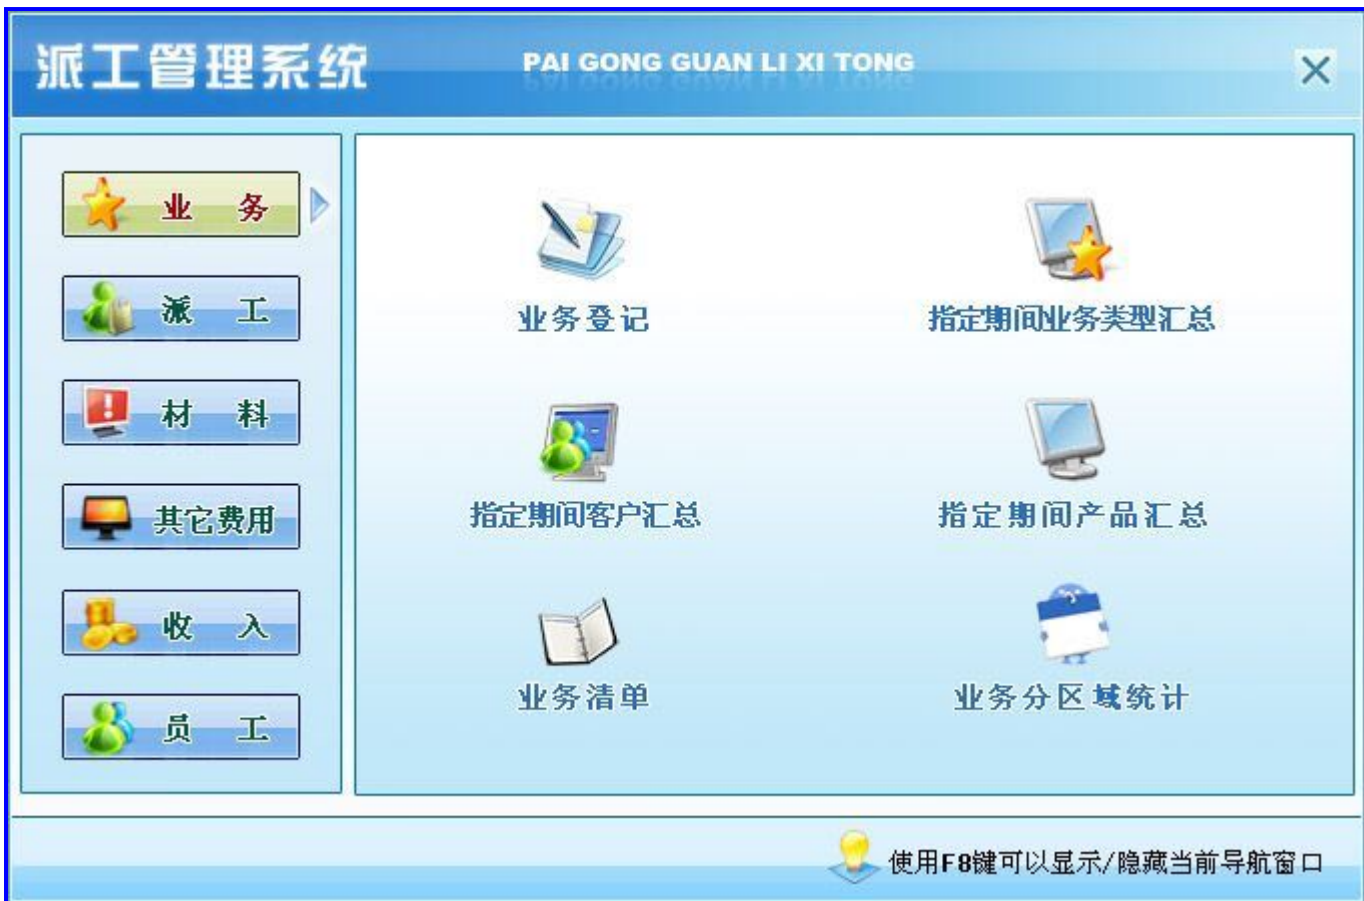 派工管理系统
PAI GONG GUAN LI XI TONG
业 务
派 工
材 料
其它费用
收 入
员 工
业务登记
指定期间业务类型汇总
指定期间客户汇总
指定期间产品汇总
业务清单
业务分区域统计
使用F8键可以显示/隐藏当前导航窗口